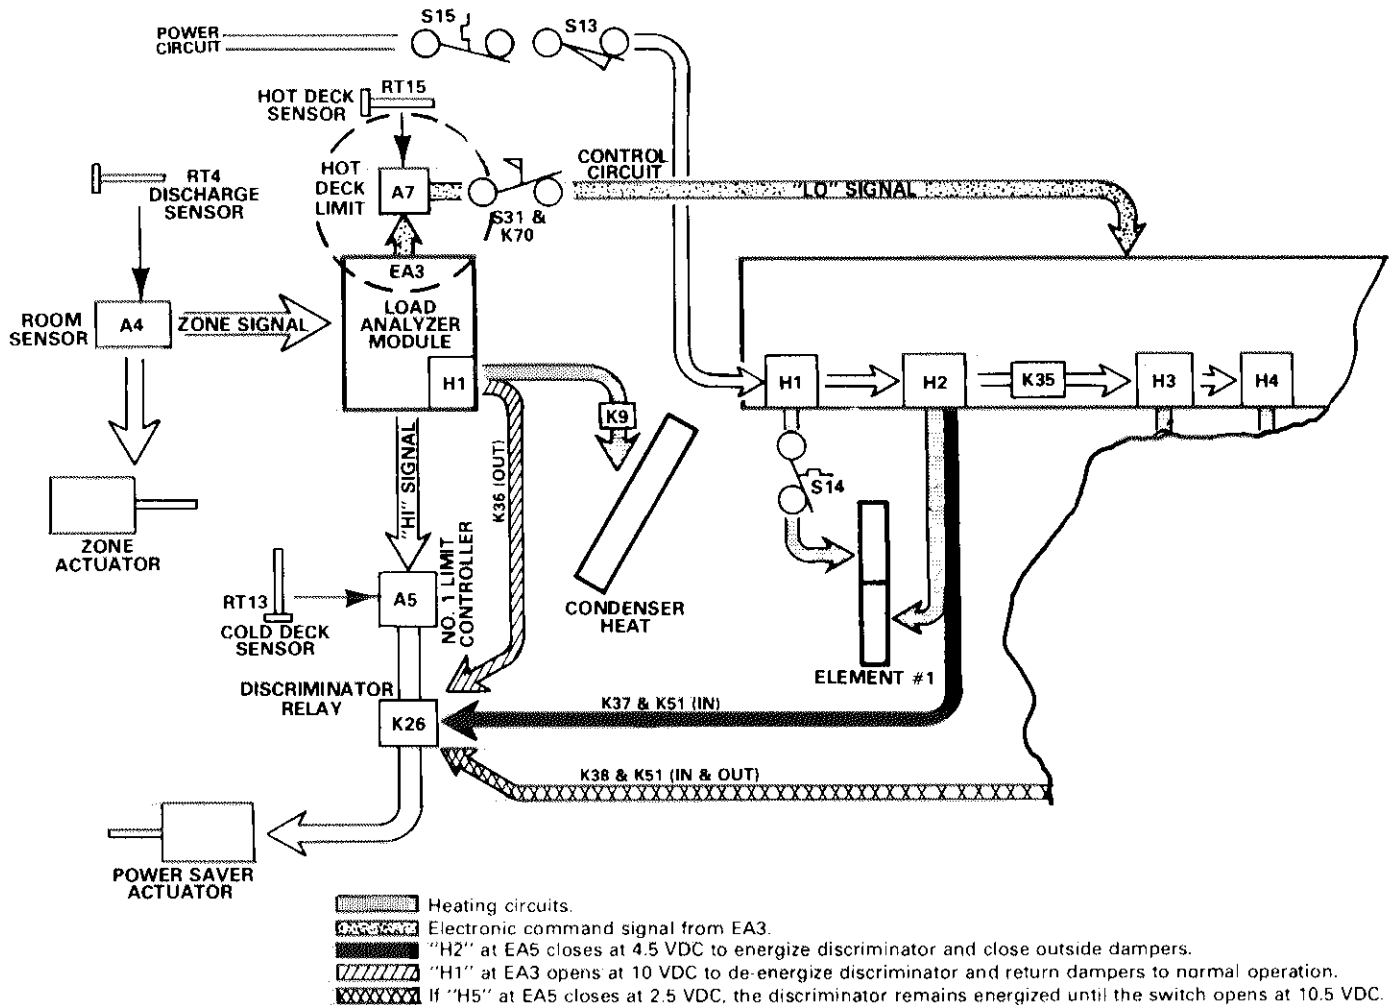 POWER
CIRCUIT
S15
S13
HOT DECK
SENSOR
RT15
RT4
DISCHARGE
SENSOR
HOT
DECK
LIMIT
A7
S31 &
K70
CONTROL
CIRCUIT
"LO" SIGNAL
EA3
LOAD
ANALYZER
MODULE
H1
ROOM
SENSOR
A4
ZONE SIGNAL
H1
H2
K35
H3
H4
K9
S14
"HI" SIGNAL
K36 (OUT)
ZONE
ACTUATOR
CONDENSER
HEAT
RT13
COLD DECK
SENSOR
A5
NO. 1 LIMIT
CONTROLLER
ELEMENT #1
DISCRIMINATOR
RELAY
K26
K37 & K51 (IN)
K38 & K51 (IN & OUT)
POWER SAVER
ACTUATOR
Heating circuits.
Electronic command signal from EA3.
"H2" at EA5 closes at 4.5 VDC to energize discriminator and close outside dampers.
"H1" at EA3 opens at 10 VDC to de-energize discriminator and return dampers to normal operation.
If "H5" at EA5 closes at 2.5 VDC, the discriminator remains energized until the switch opens at 10.5 VDC.